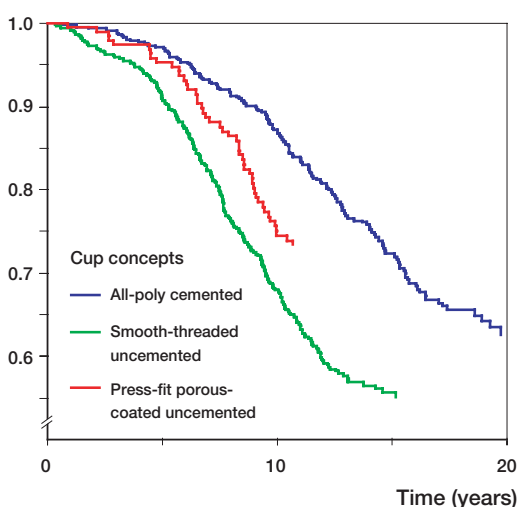 1.0
0.9
0.8
0.7
0.6
Cup concepts
All-poly cemented
Smooth-threaded
uncemented
Press-fit porous-
coated uncemented
0 10 20
Time (years)